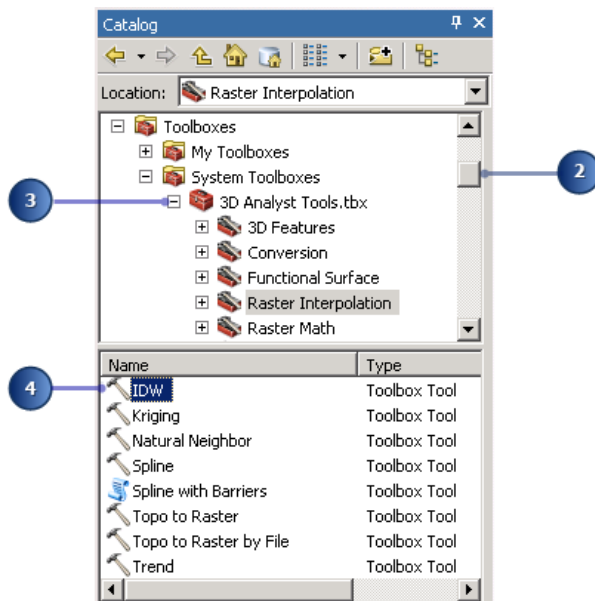 Catalog
Location: Raster Interpolation
Toolboxes
My Toolboxes
System Toolboxes
3D Analyst Tools.tbx
3D Features
Conversion
Functional Surface
Raster Interpolation
Raster Math
2
3
Name Type
4
IDW Toolbox Tool
Kriging Toolbox Tool
Natural Neighbor Toolbox Tool
Spline Toolbox Tool
Spline with Barriers Toolbox Tool
Topo to Raster Toolbox Tool
Topo to Raster by File Toolbox Tool
Trend Toolbox Tool